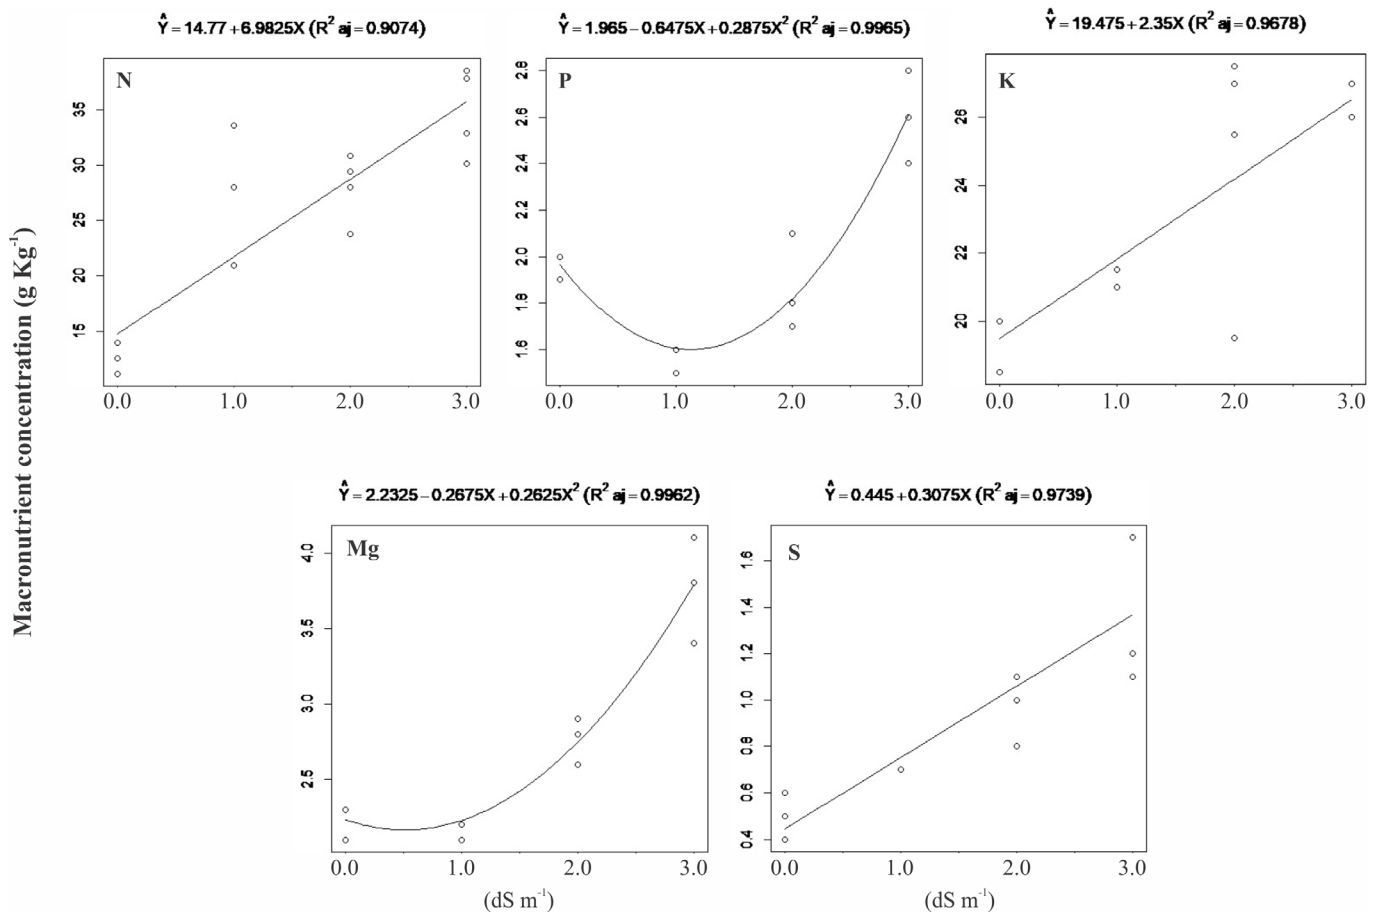 Ŷ = 14.77 + 6.9825X (R² aj = 0.9074)
Ŷ = 1.965 − 0.6475X + 0.2875X² (R² aj = 0.9965)
Ŷ = 19.475 + 2.35X (R² aj = 0.9678)
N
35
30
25
20
15
0.0 1.0 2.0 3.0
P
2.8
2.6
2.4
2.2
2.0
1.8
1.6
0.0 1.0 2.0 3.0
K
26
24
22
20
0.0 1.0 2.0 3.0
Macronutrient concentration (g Kg⁻¹)
Ŷ = 2.2325 − 0.2675X + 0.2625X² (R² aj = 0.9962)
Ŷ = 0.445 + 0.3075X (R² aj = 0.9739)
Mg
4.0
3.5
3.0
2.5
0.0 1.0 2.0 3.0
(dS m⁻¹)
S
1.6
1.4
1.2
1.0
0.8
0.6
0.4
0.0 1.0 2.0 3.0
(dS m⁻¹)